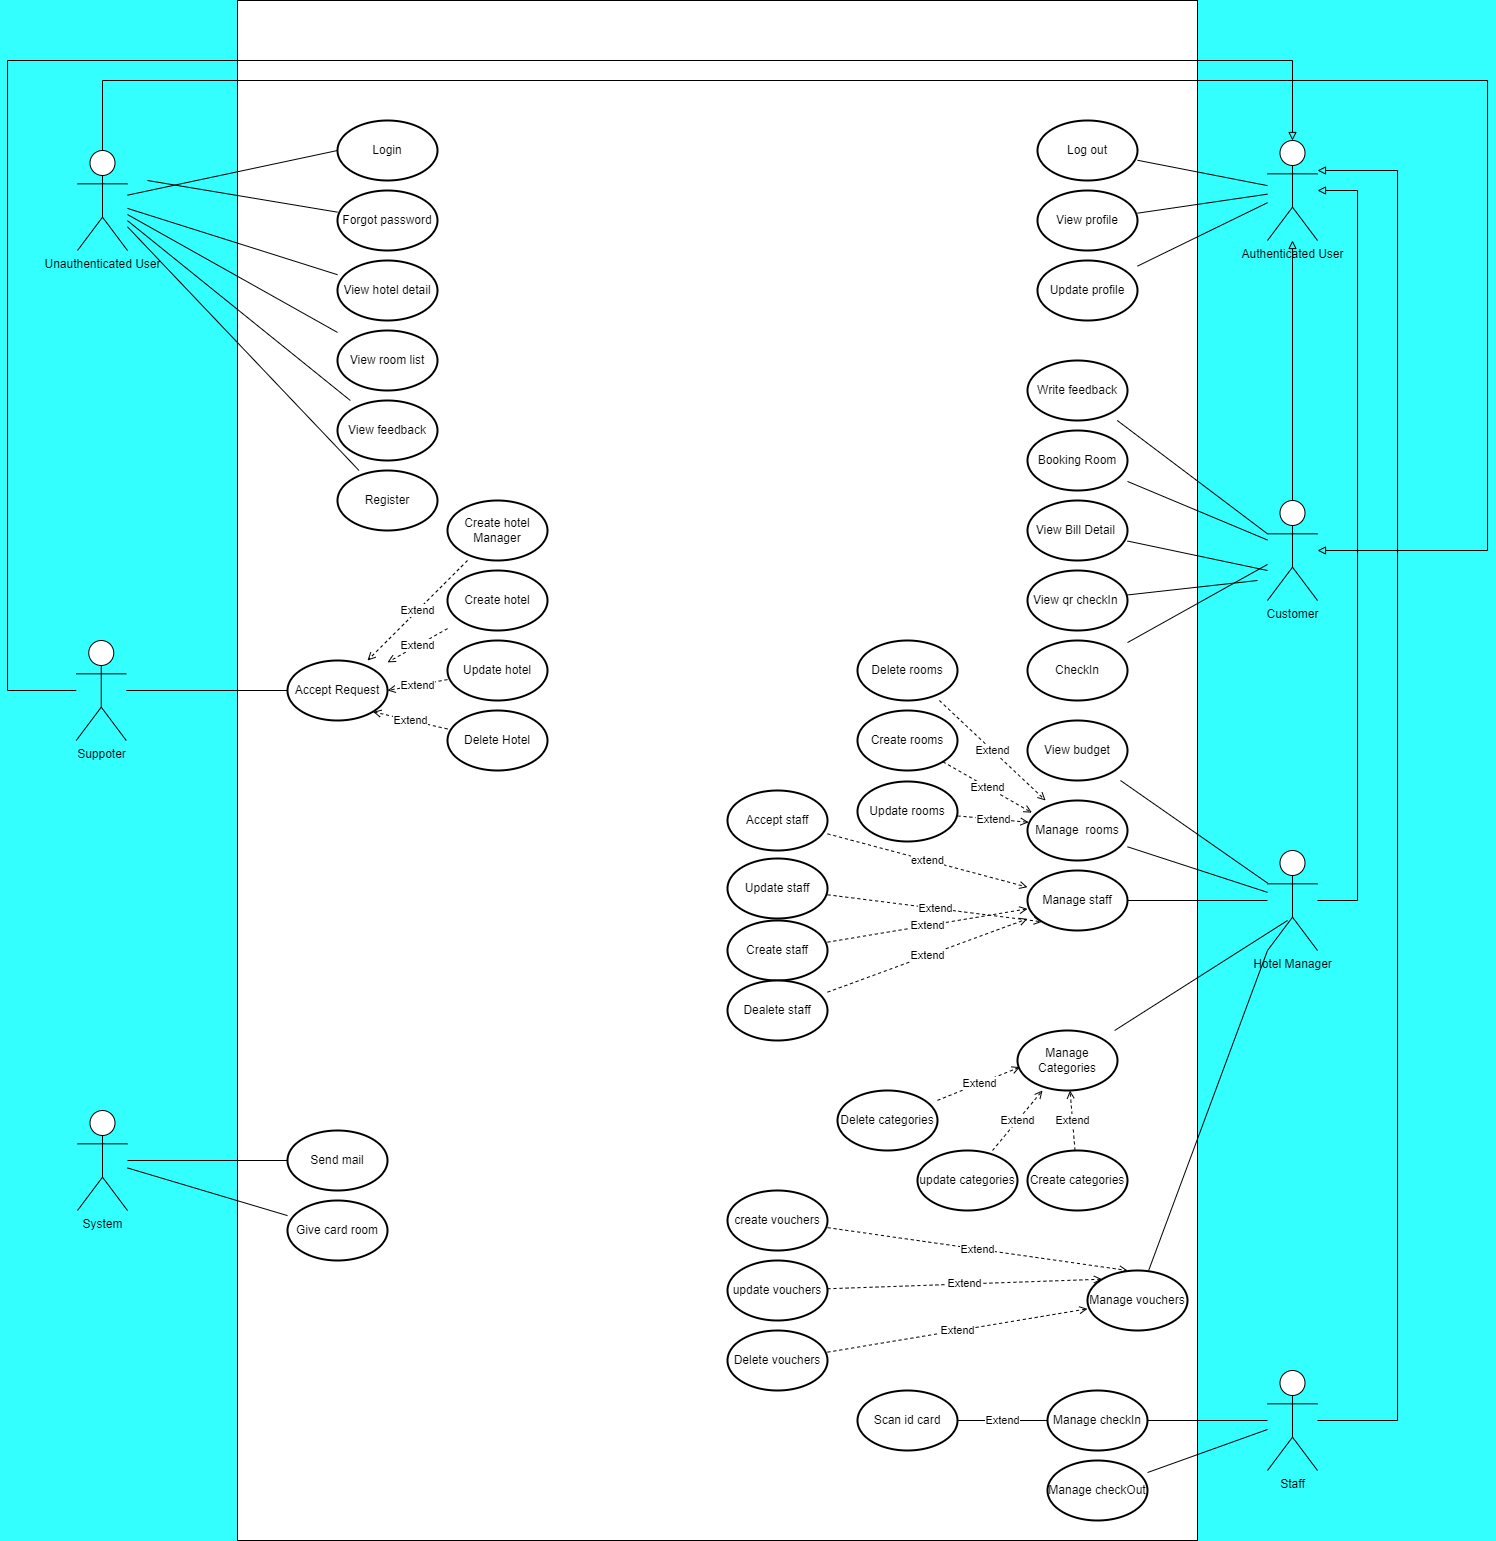 Login
Forgot password
View hotel detail
View room list
View feedback
Register
Unauthenticated User
Log out
View profile
Update profile
Authenticated User
Write feedback
Booking Room
View Bill Detail
View qr checkIn
CheckIn
Customer
Create hotel
Manager
Create hotel
Update hotel
Delete Hotel
Extend
Extend
Extend
Extend
Accept Request
Suppoter
Delete rooms
Create rooms
Update rooms
Extend
Extend
Extend
View budget
Manage rooms
Accept staff
Update staff
Create staff
Dealete staff
extend
Extend
Extend
Extend
Manage staff
Hotel Manager
Manage
Categories
Extend
Extend
Extend
Delete categories
update categories
Create categories
Send mail
Give card room
System
create vouchers
update vouchers
Delete vouchers
Extend
Extend
Extend
Manage vouchers
Scan id card
Extend
Manage checkIn
Manage checkOut
Staff